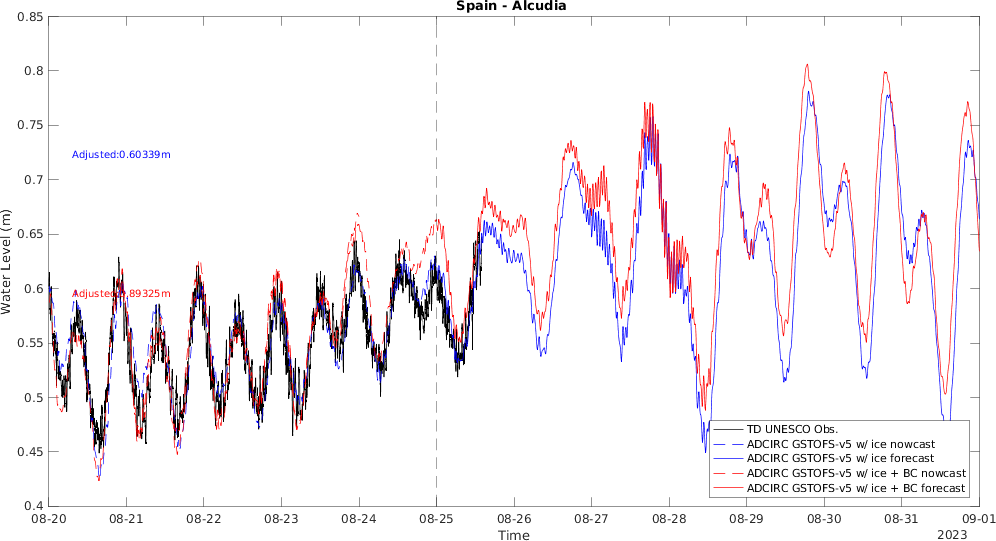 Spain - Alcudia
0.85
0.8
0.75
0.7
0.65
0.6
0.55
0.5
0.45
0.4
Water Level (m)
Adjusted:0.60339m
Adjusted:0.89325m
TD UNESCO Obs.
ADCIRC GSTOFS-v5 w/ ice nowcast
ADCIRC GSTOFS-v5 w/ ice forecast
ADCIRC GSTOFS-v5 w/ ice + BC nowcast
ADCIRC GSTOFS-v5 w/ ice + BC forecast
08-20 08-21 08-22 08-23 08-24 08-25 08-26 08-27 08-28 08-29 08-30 08-31 09-01
Time
2023